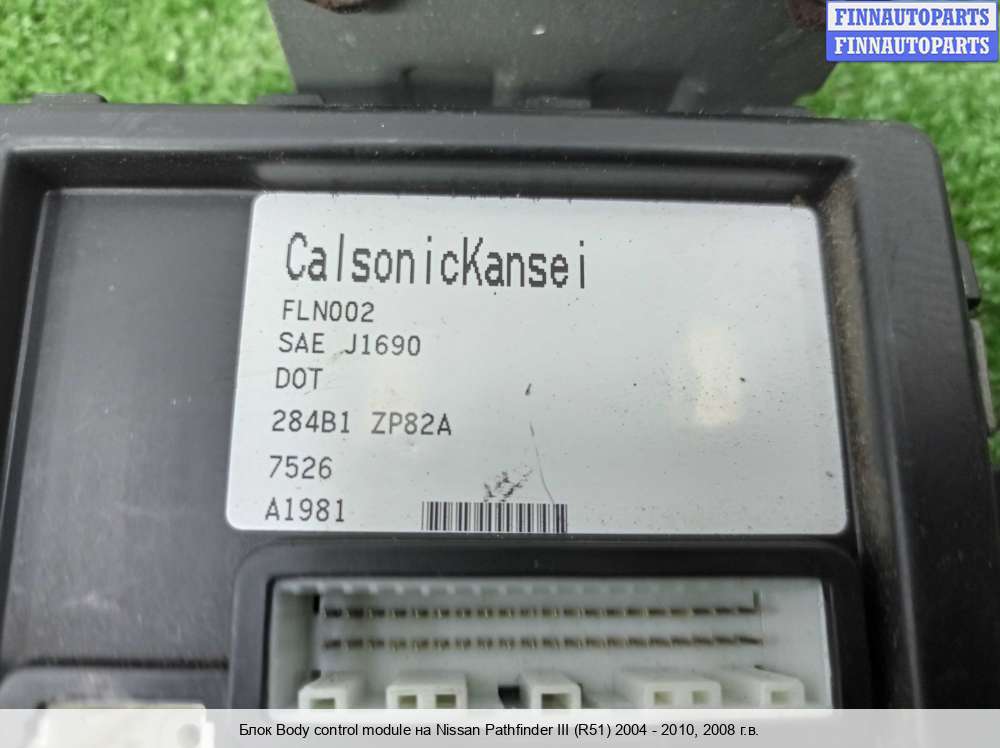 FINNAUTOPARTS
FINNAUTOPARTS
CalsonicKansei
FLN002
SAE J1690
DOT
284B1 ZP82A
7526
A1981
Блок Body control module на Nissan Pathfinder III (R51) 2004 - 2010, 2008 г.в.